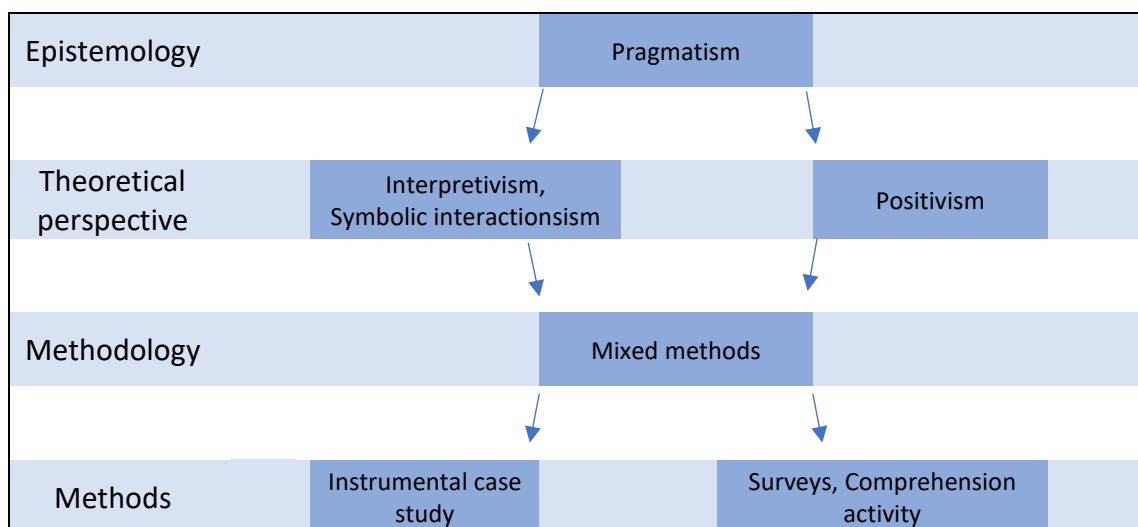 Epistemology
Pragmatism
Theoretical
perspective
Interpretivism,
Symbolic interactionsism
Positivism
Methodology
Mixed methods
Methods
Instrumental case
study
Surveys, Comprehension
activity